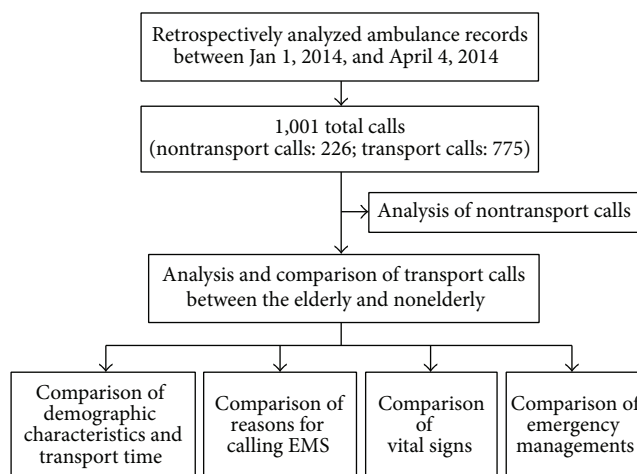 Retrospectively analyzed ambulance records
between Jan 1, 2014, and April 4, 2014
1,001 total calls
(nontransport calls: 226; transport calls: 775)
Analysis of nontransport calls
Analysis and comparison of transport calls
between the elderly and nonelderly
Comparison of
demographic
characteristics and
transport time
Comparison of
reasons for
calling EMS
Comparison
of
vital signs
Comparison of
emergency
managements